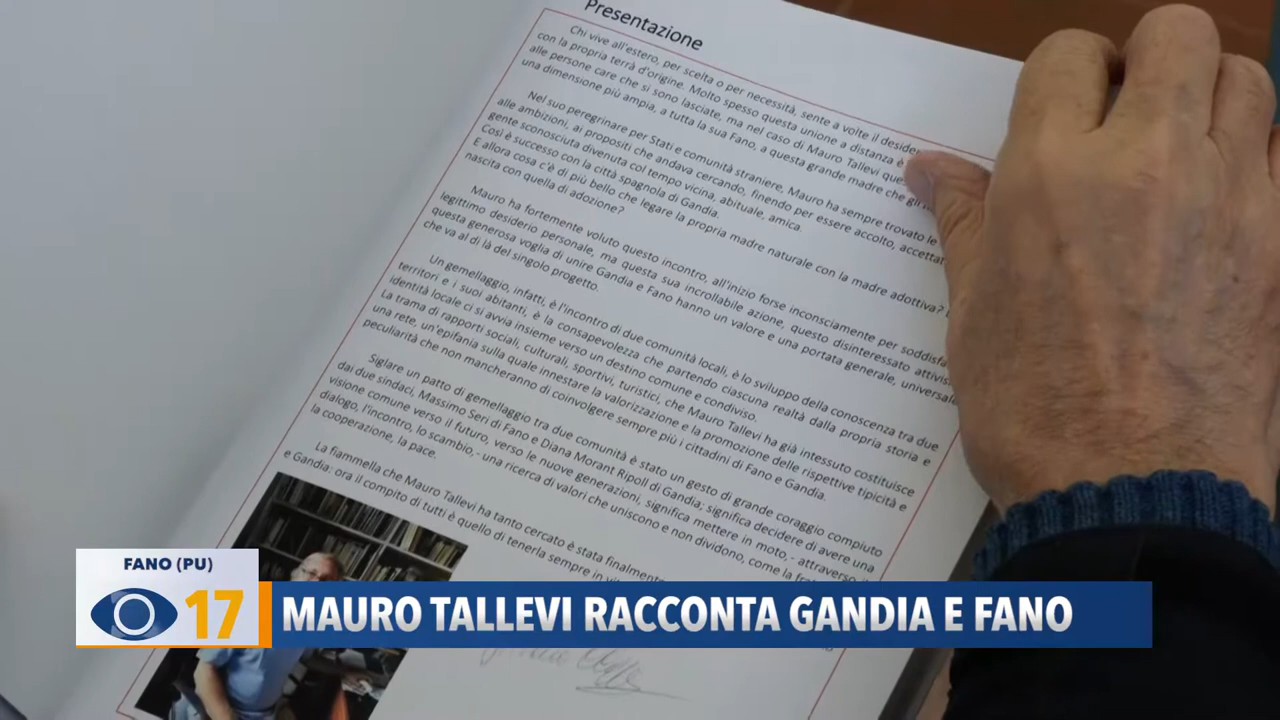 Presentazione
Chi vive all'estero, per scelta o per necessità, sente a volte il desider
con la propria terra d'origine. Molto spesso questa unione a distanza è
alle persone care che si sono lasciate, ma nel caso di Mauro Tallevi ques
una dimensione più ampia, a tutta la sua Fano, a questa grande madre che gli h
Nel suo peregrinare per Stati e comunità straniere, Mauro ha sempre trovato le
alle ambizioni, ai propositi che andava cercando, finendo per essere accolto, accettat
gente sconosciuta divenuta col tempo vicina, abituale, amica.
Così è successo con la città spagnola di Gandia.
E allora cosa c'è di più bello che legare la propria madre naturale con la madre adottiva?
nascita con quella di adozione?
Mauro ha fortemente voluto questo incontro, all'inizio forse inconsciamente per soddisfa
legittimo desiderio personale, ma questa sua incrollabile azione, questo disinteressato attivis
questa generosa voglia di unire Gandia e Fano hanno un valore e una portata generale, universale
che va al di là del singolo progetto.
Un gemellaggio, infatti, è l'incontro di due comunità locali, è lo sviluppo della conoscenza tra due
territori e i suoi abitanti, è la consapevolezza che partendo ciascuna realtà dalla propria storia e
identità locale ci si avvia insieme verso un destino comune e condiviso.
La trama di rapporti sociali, culturali, sportivi, turistici, che Mauro Tallevi ha già intessuto costituisce
una rete, un'epifania sulla quale innestare la valorizzazione e la promozione delle rispettive tipicità e
peculiarità che non mancheranno di coinvolgere sempre più i cittadini di Fano e Gandia.
Siglare un patto di gemellaggio tra due comunità è stato un gesto di grande coraggio compiuto
dai due sindaci, Massimo Seri di Fano e Diana Morant Ripoll di Gandia; significa decidere di avere una
visione comune verso il futuro, verso le nuove generazioni, significa mettere in moto, - attraverso il
dialogo, l'incontro, lo scambio, - una ricerca di valori che uniscono e non dividono, come la fra
la cooperazione, la pace.
La fiammella che Mauro Tallevi ha tanto cercato è stata finalment
e Gandia: ora il compito di tutti è quello di tenerla sempre in vi
FANO (PU)
17
MAURO TALLEVI RACCONTA GANDIA E FANO